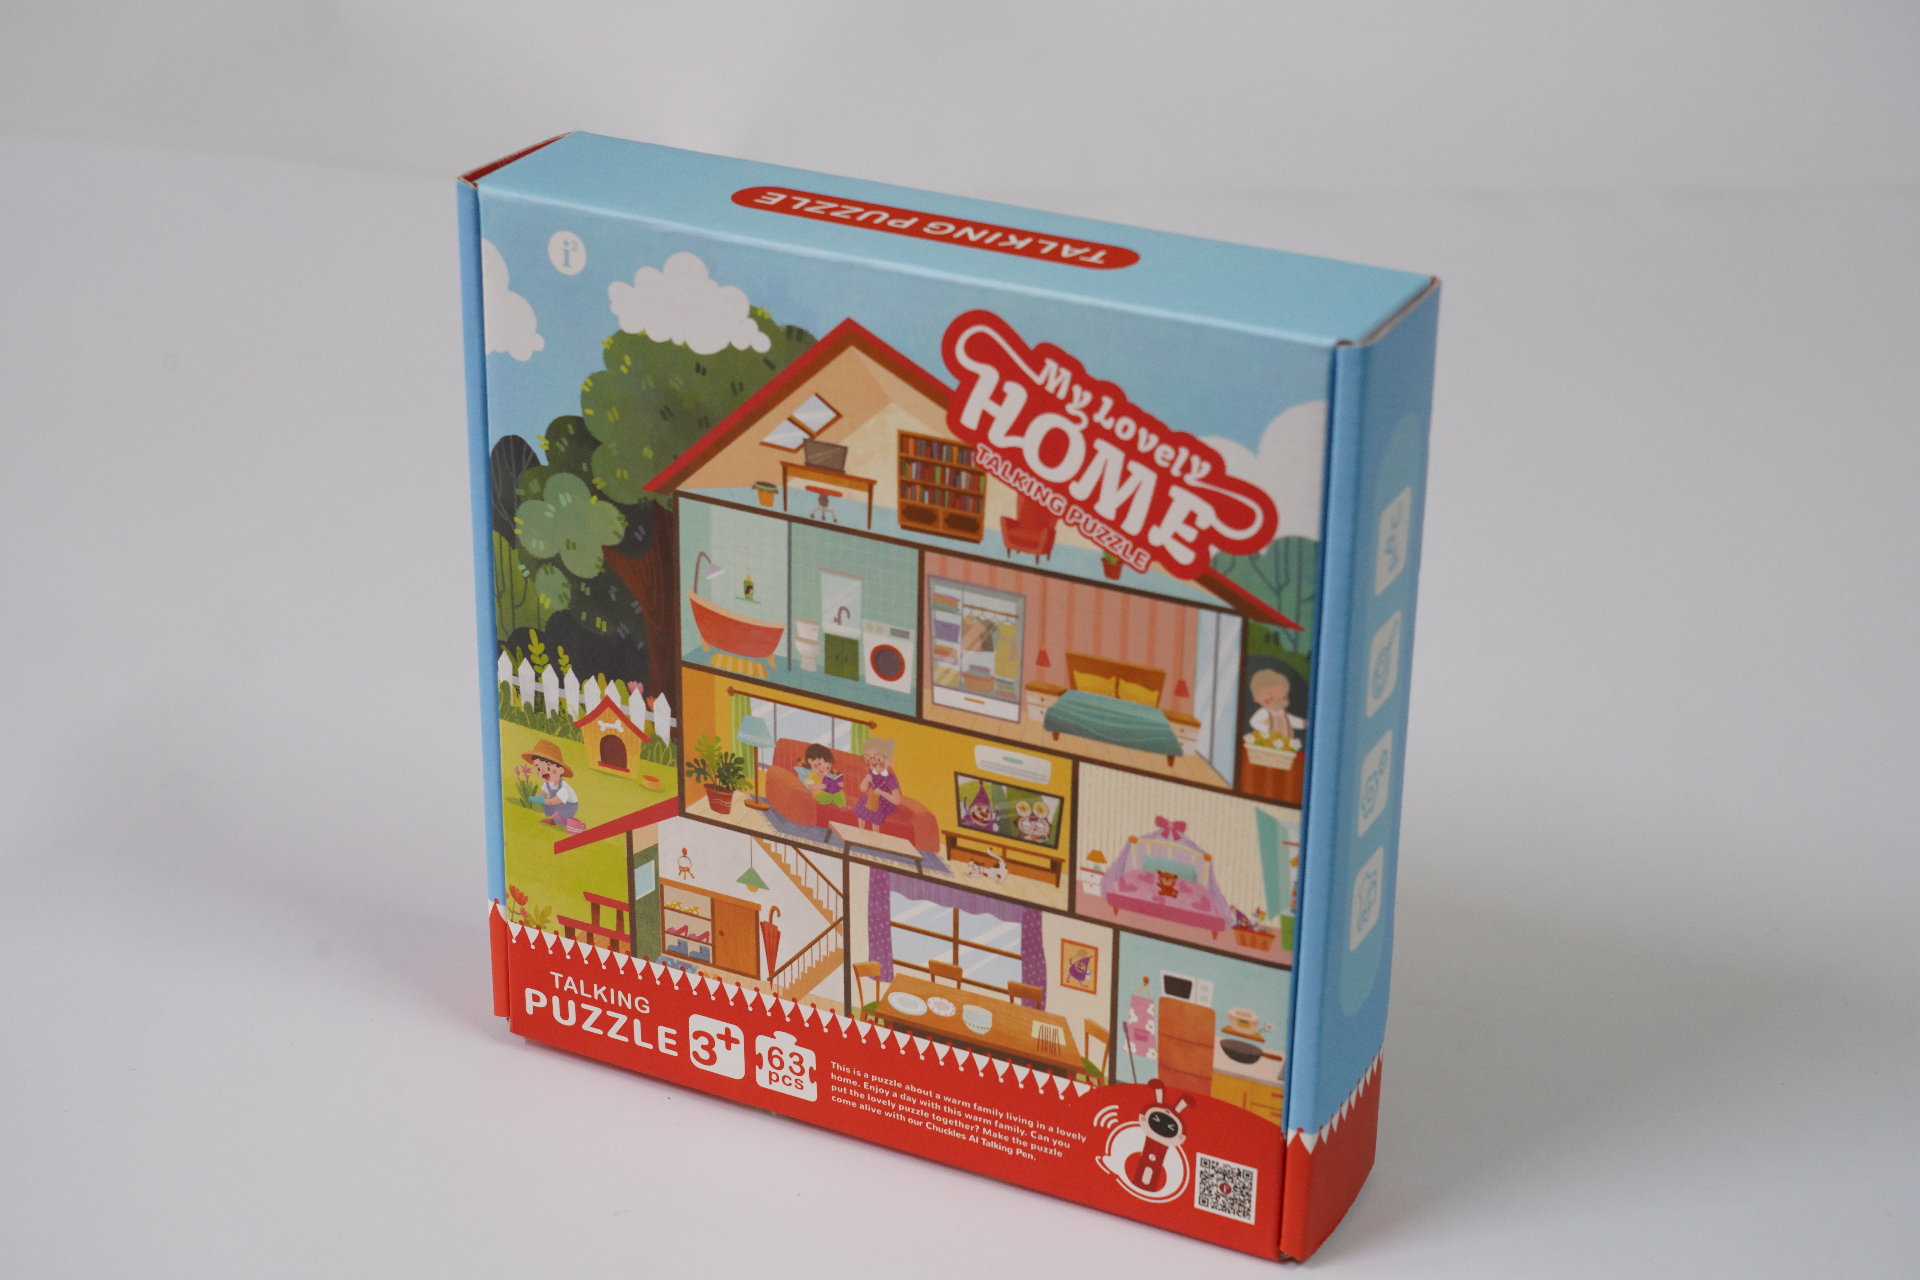 TALKING PUZZLE
i²
My Lovely
HOME
TALKING PUZZLE
TALKING
PUZZLE
3+
63
pcs
This is a puzzle about a warm family living in a lovely
home. Enjoy a day with this warm family. Can you
put the lovely puzzle together? Make the puzzle
come alive with our Chuckles AI Talking Pen.